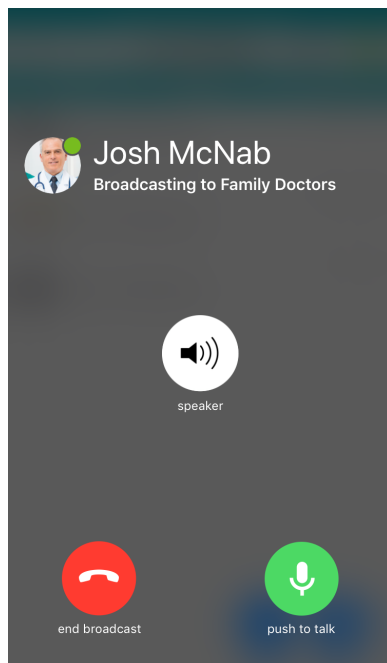 Josh McNab
Broadcasting to Family Doctors
speaker
end broadcast
push to talk